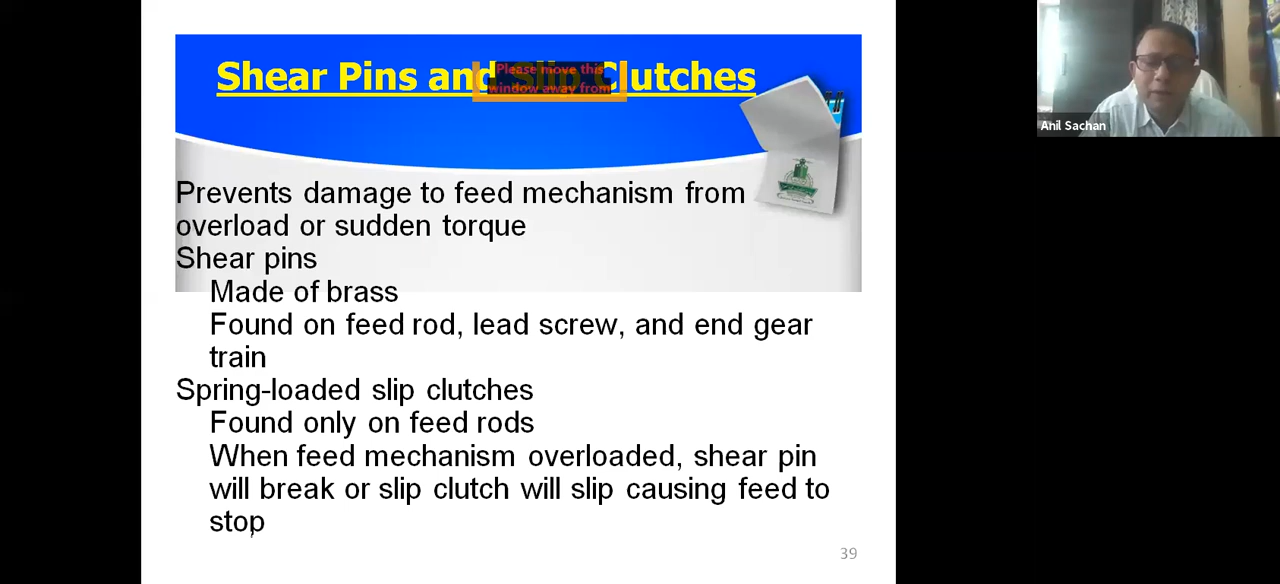 Shear Pins and Slip Clutches
Please move this
window away from
Anil Sachan
Prevents damage to feed mechanism from
overload or sudden torque
Shear pins
Made of brass
Found on feed rod, lead screw, and end gear
train
Spring-loaded slip clutches
Found only on feed rods
When feed mechanism overloaded, shear pin
will break or slip clutch will slip causing feed to
stop
39